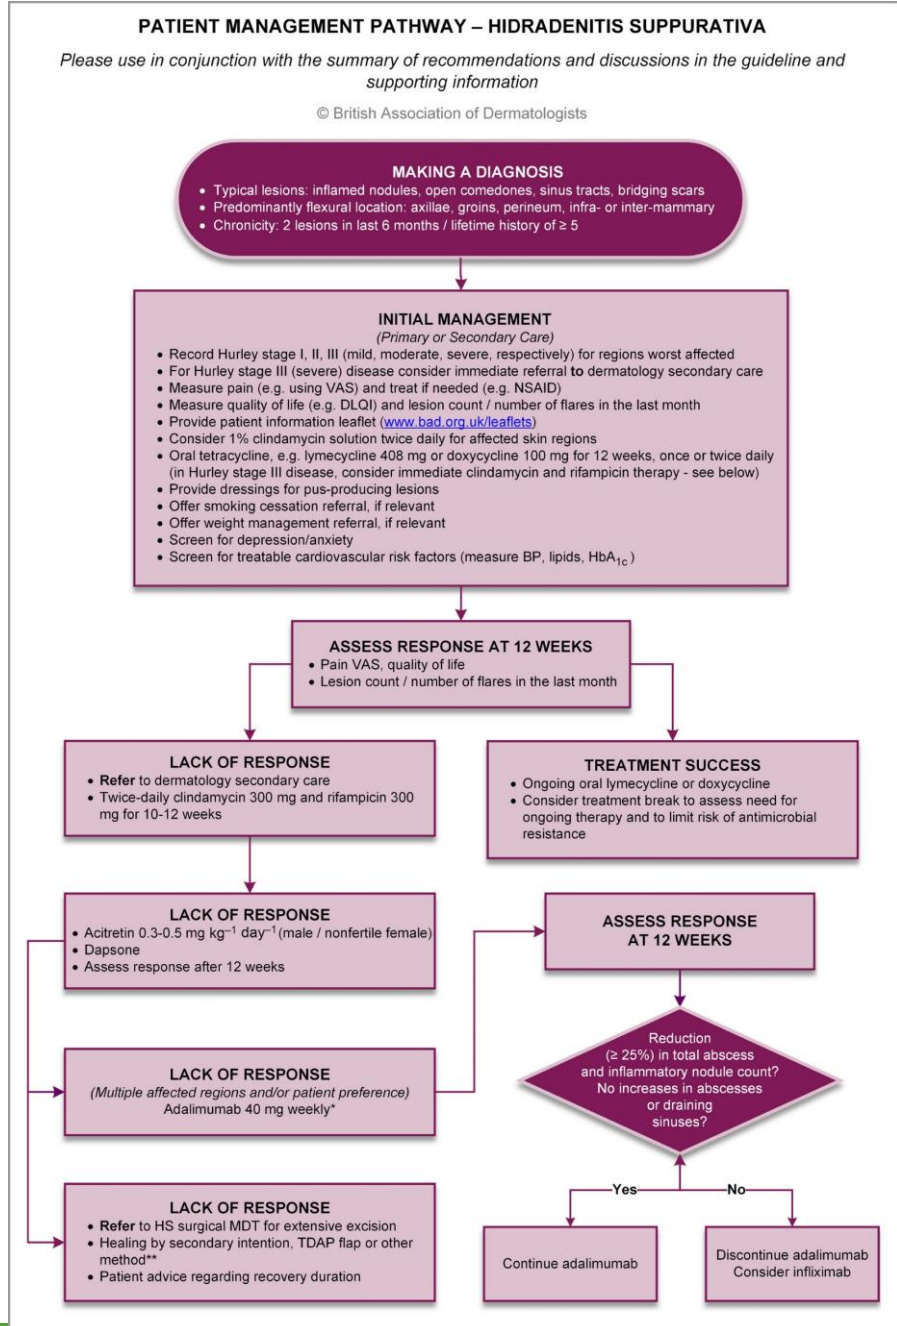 PATIENT MANAGEMENT PATHWAY – HIDRADENITIS SUPPURATIVA
Please use in conjunction with the summary of recommendations and discussions in the guideline and
supporting information
© British Association of Dermatologists
MAKING A DIAGNOSIS
• Typical lesions: inflamed nodules, open comedones, sinus tracts, bridging scars
• Predominantly flexural location: axillae, groins, perineum, infra- or inter-mammary
• Chronicity: 2 lesions in last 6 months / lifetime history of ≥ 5
INITIAL MANAGEMENT
(Primary or Secondary Care)
• Record Hurley stage I, II, III (mild, moderate, severe, respectively) for regions worst affected
• For Hurley stage III (severe) disease consider immediate referral to dermatology secondary care
• Measure pain (e.g. using VAS) and treat if needed (e.g. NSAID)
• Measure quality of life (e.g. DLQI) and lesion count / number of flares in the last month
• Provide patient information leaflet (www.bad.org.uk/leaflets)
• Consider 1% clindamycin solution twice daily for affected skin regions
• Oral tetracycline, e.g. lymecycline 408 mg or doxycycline 100 mg for 12 weeks, once or twice daily
(in Hurley stage III disease, consider immediate clindamycin and rifampicin therapy - see below)
• Provide dressings for pus-producing lesions
• Offer smoking cessation referral, if relevant
• Offer weight management referral, if relevant
• Screen for depression/anxiety
• Screen for treatable cardiovascular risk factors (measure BP, lipids, HbA1c)
ASSESS RESPONSE AT 12 WEEKS
• Pain VAS, quality of life
• Lesion count / number of flares in the last month
LACK OF RESPONSE
• Refer to dermatology secondary care
• Twice-daily clindamycin 300 mg and rifampicin 300
mg for 10-12 weeks
TREATMENT SUCCESS
• Ongoing oral lymecycline or doxycycline
• Consider treatment break to assess need for
ongoing therapy and to limit risk of antimicrobial
resistance
LACK OF RESPONSE
• Acitretin 0.3-0.5 mg kg–1 day–1 (male / nonfertile female)
• Dapsone
• Assess response after 12 weeks
ASSESS RESPONSE
AT 12 WEEKS
LACK OF RESPONSE
(Multiple affected regions and/or patient preference)
Adalimumab 40 mg weekly*
Reduction
(≥ 25%) in total abscess
and inflammatory nodule count?
No increases in abscesses
or draining
sinuses?
LACK OF RESPONSE
• Refer to HS surgical MDT for extensive excision
• Healing by secondary intention, TDAP flap or other
method**
• Patient advice regarding recovery duration
Yes
No
Continue adalimumab
Discontinue adalimumab
Consider infliximab